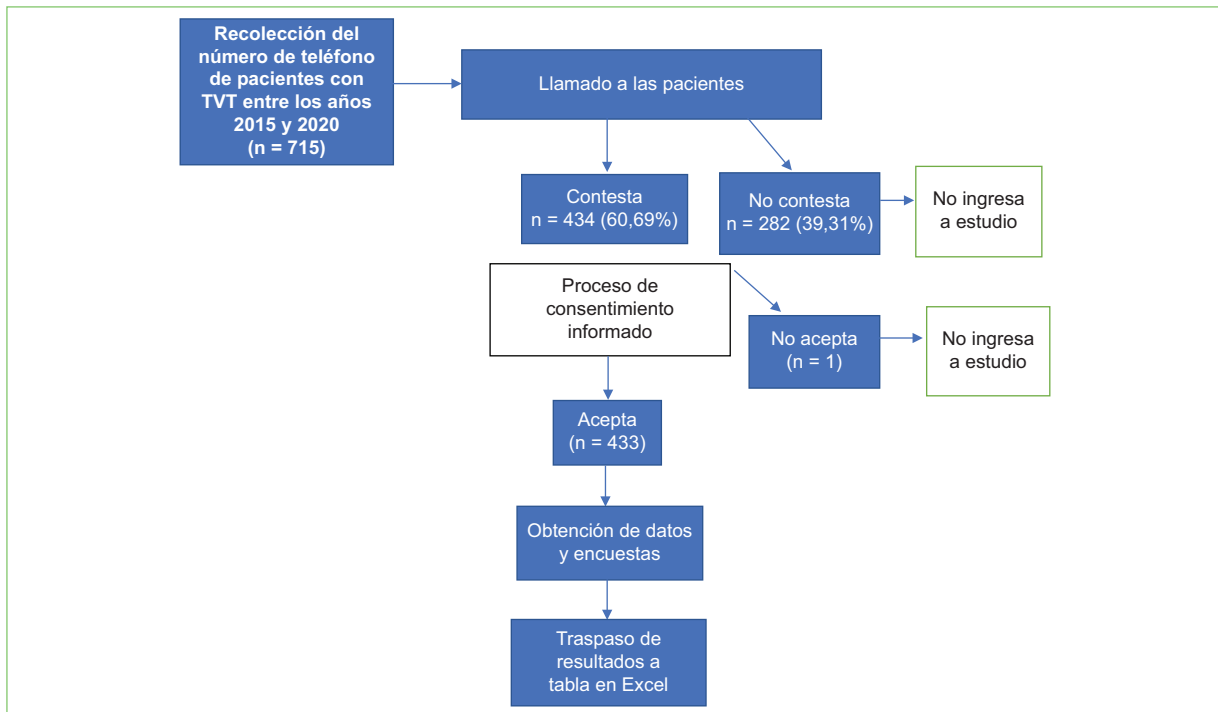 Recolección del
número de teléfono
de pacientes con
TVT entre los años
2015 y 2020
(n = 715)
Llamado a las pacientes
Contesta
n = 434 (60,69%)
No contesta
n = 282 (39,31%)
No ingresa
a estudio
Proceso de
consentimiento
informado
No acepta
(n = 1)
No ingresa
a estudio
Acepta
(n = 433)
Obtención de datos
y encuestas
Traspaso de
resultados a
tabla en Excel